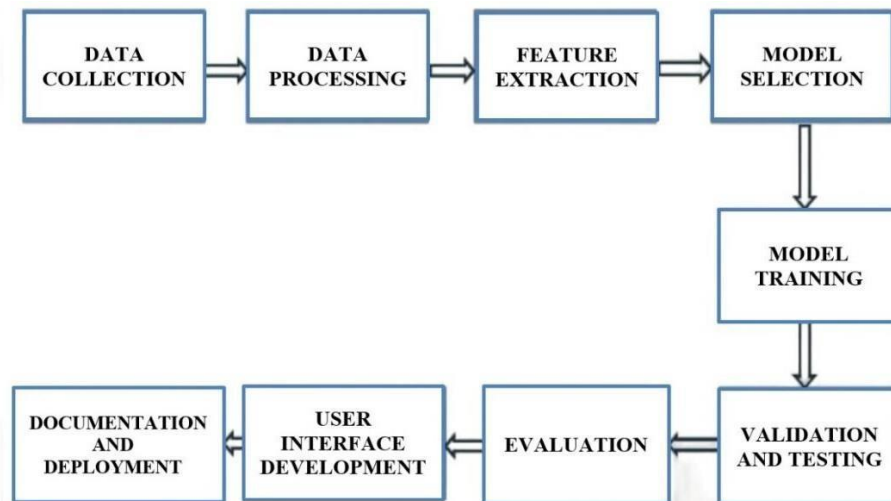 DATA
COLLECTION
DATA
PROCESSING
FEATURE
EXTRACTION
MODEL
SELECTION
MODEL
TRAINING
VALIDATION
AND TESTING
EVALUATION
USER
INTERFACE
DEVELOPMENT
DOCUMENTATION
AND
DEPLOYMENT